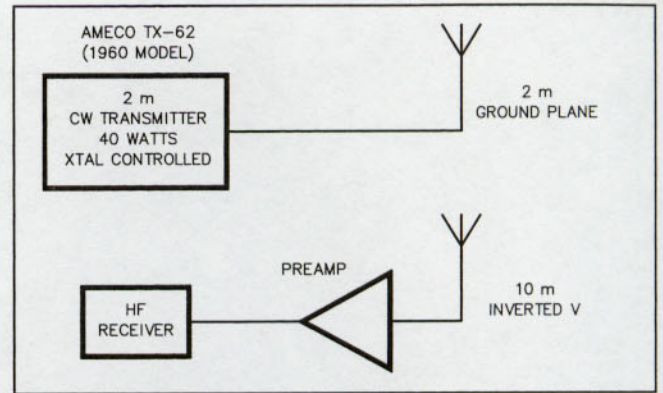 AMECO TX-62
(1960 MODEL)
2 m
CW TRANSMITTER
40 WATTS
XTAL CONTROLLED
2 m
GROUND PLANE
PREAMP
HF
RECEIVER
10 m
INVERTED V